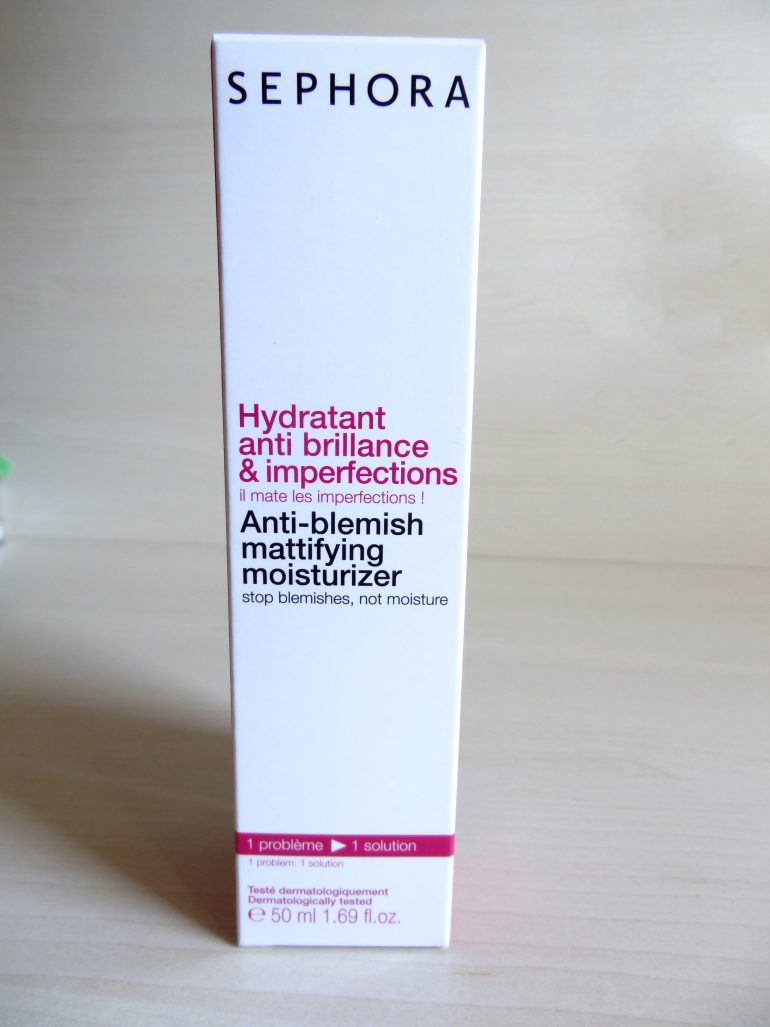 SEPHORA
Hydratant
anti brillance
& imperfections
il mate les imperfections !
Anti-blemish
mattifying
moisturizer
stop blemishes, not moisture
1 problème ▶ 1 solution
1 problem: 1 solution
Testé dermatologiquement
Dermatologically tested
℮ 50 ml 1.69 fl.oz.